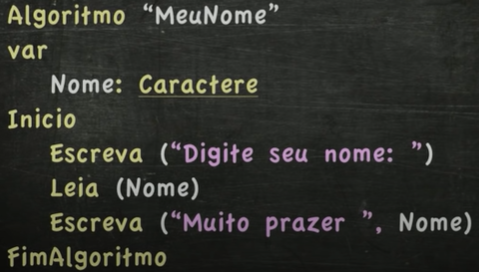 Algoritmo “MeuNome”
var
Nome: Caractere
Inicio
Escreva (“Digite seu nome: ”)
Leia (Nome)
Escreva (“Muito prazer ”, Nome)
FimAlgoritmo